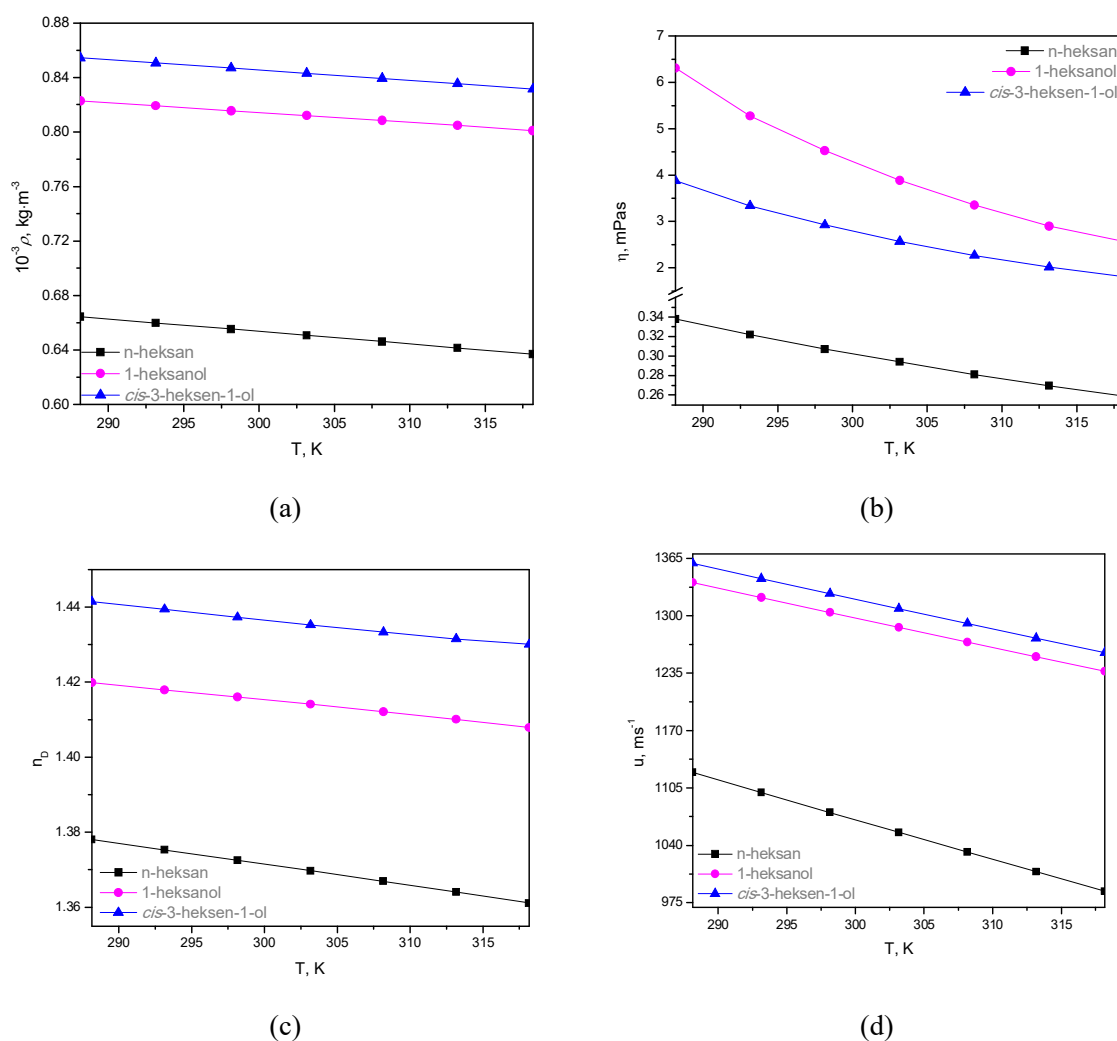 0.88
0.84
0.80
0.76
0.72
0.68
0.64
0.60
10⁻³ρ, kg·m⁻³
n-heksan
1-heksanol
cis-3-heksen-1-ol
290 295 300 305 310 315
T, K
(a)
7
6
5
4
3
2
0.34
0.32
0.30
0.28
0.26
η, mPas
n-heksan
1-heksanol
cis-3-heksen-1-ol
290 295 300 305 310 315
T, K
(b)
1.44
1.42
1.40
1.38
1.36
n_D
n-heksan
1-heksanol
cis-3-heksen-1-ol
290 295 300 305 310 315
T, K
(c)
1365
1300
1235
1170
1105
1040
975
u, ms⁻¹
n-heksan
1-heksanol
cis-3-heksen-1-ol
290 295 300 305 310 315
T, K
(d)